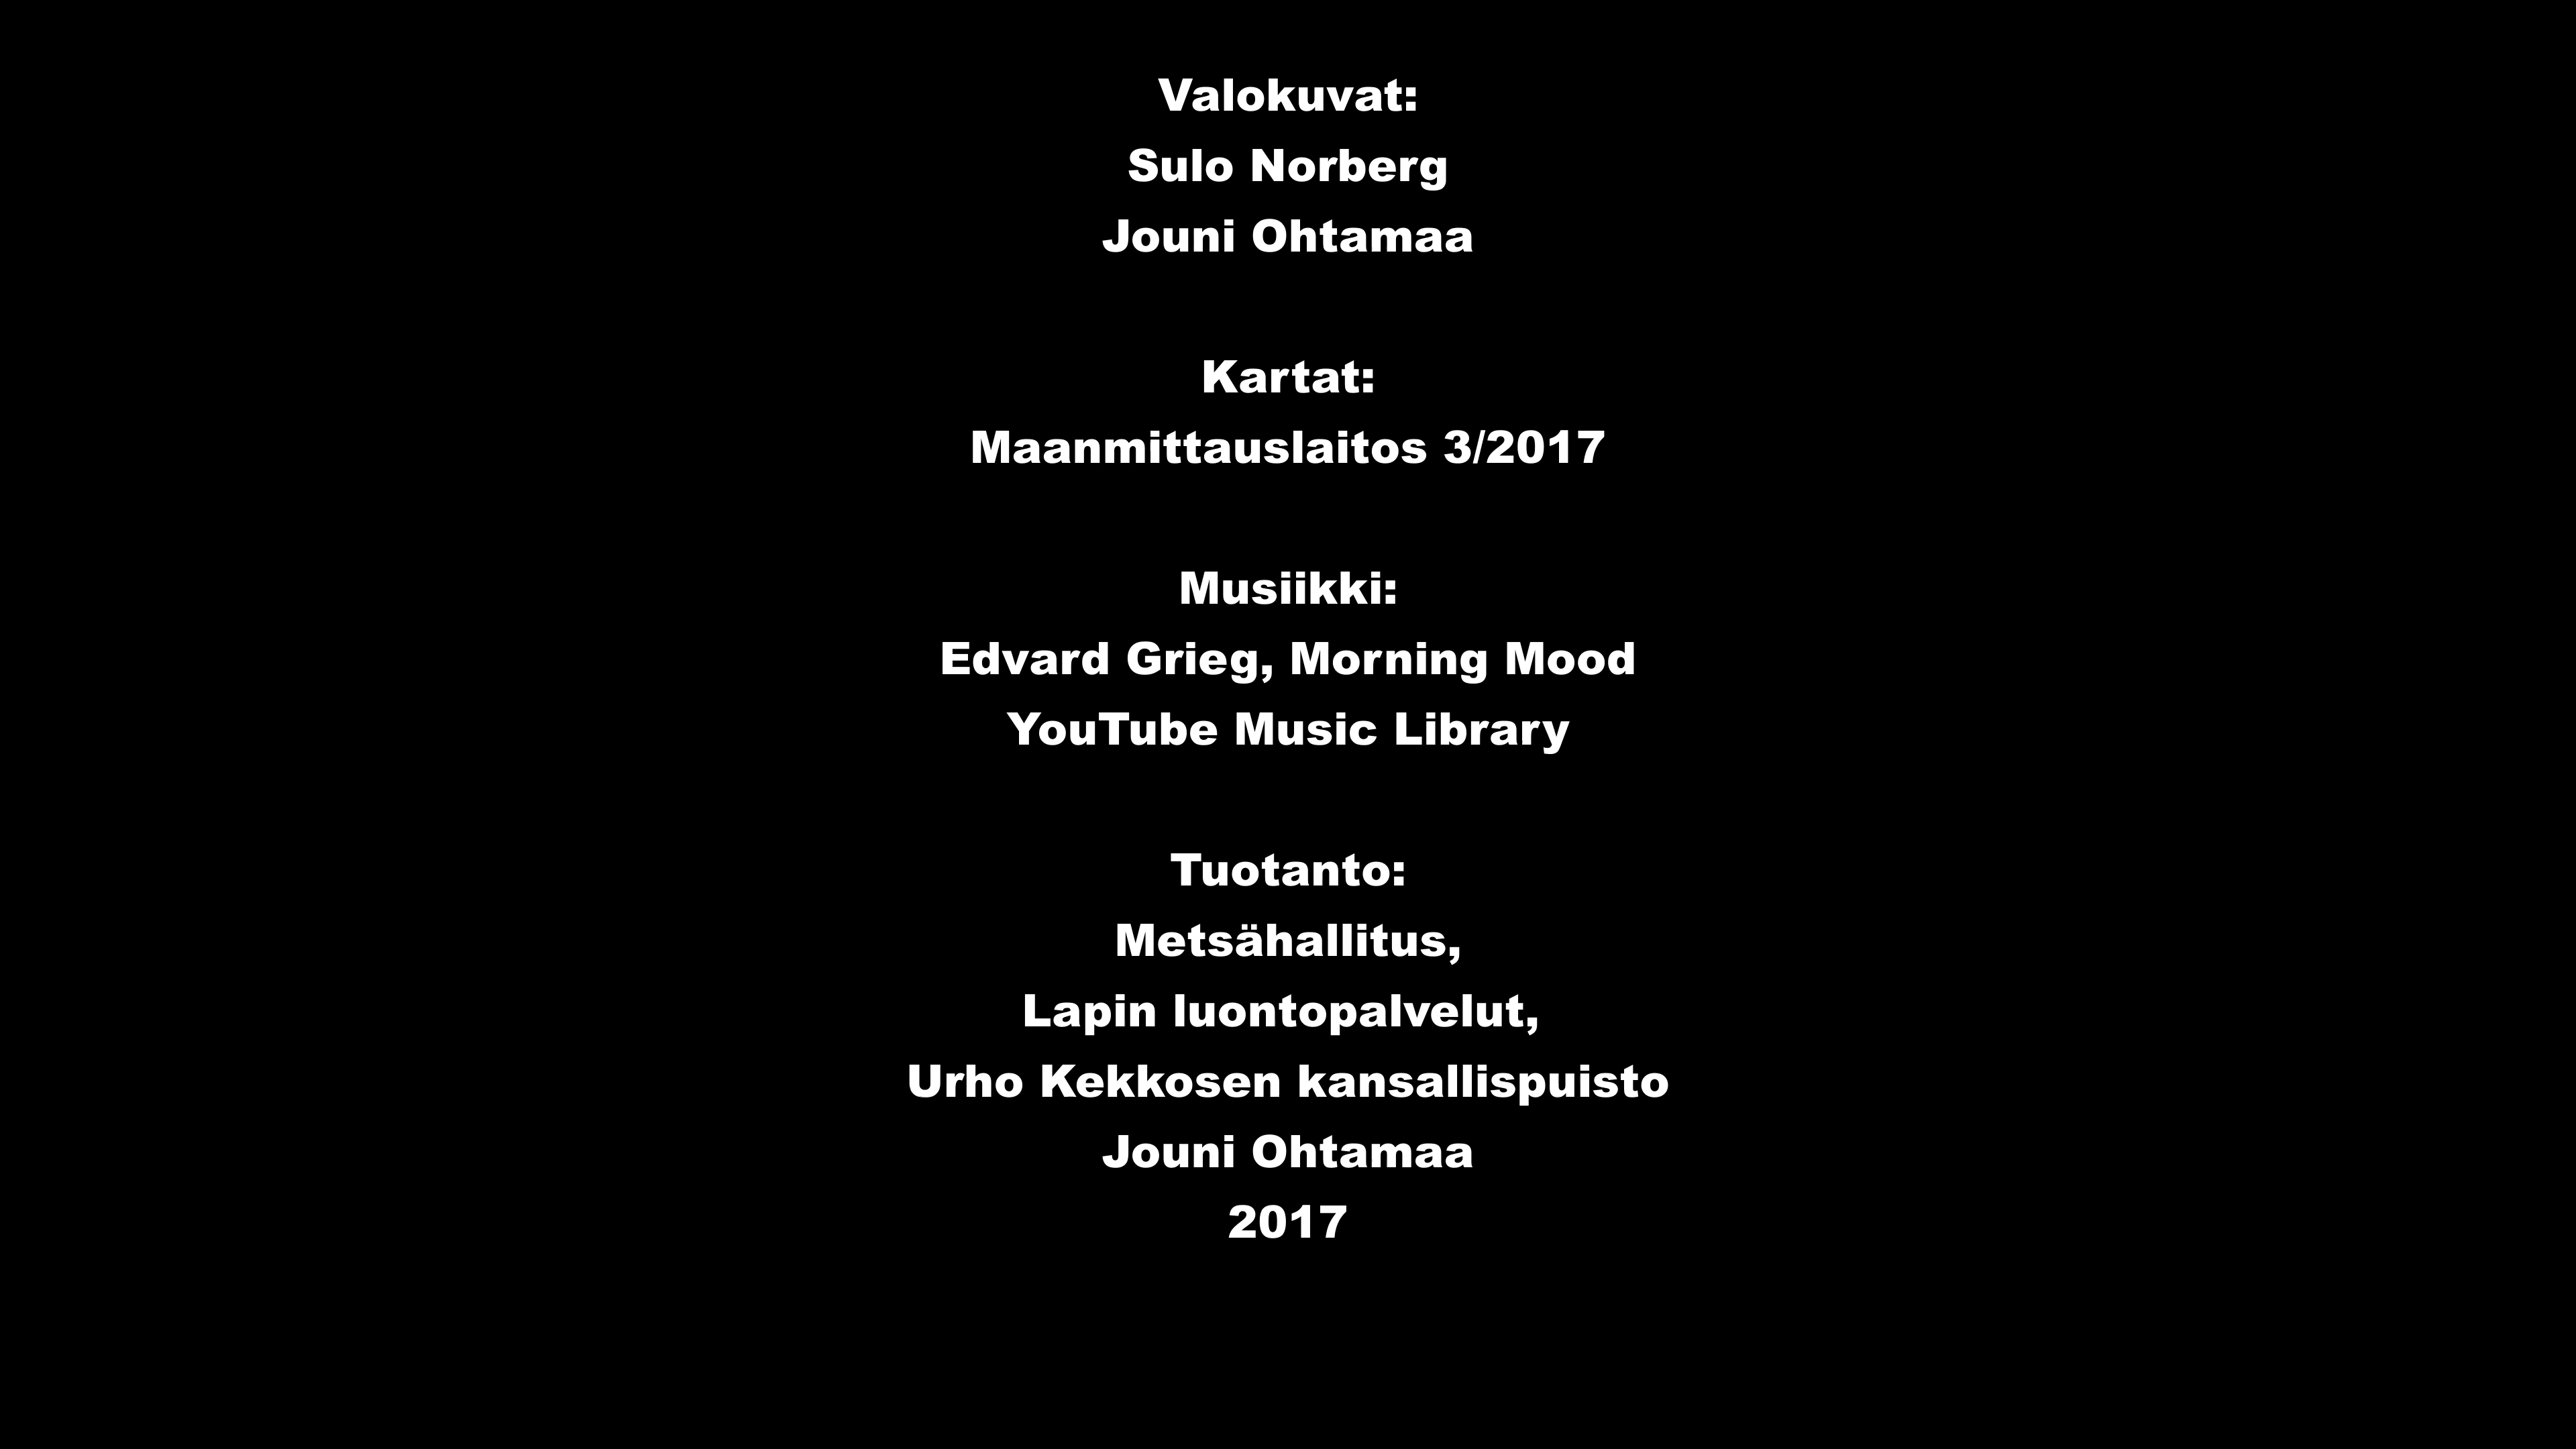 Valokuvat:
Sulo Norberg
Jouni Ohtamaa
Kartat:
Maanmittauslaitos 3/2017
Musiikki:
Edvard Grieg, Morning Mood
YouTube Music Library
Tuotanto:
Metsähallitus,
Lapin luontopalvelut,
Urho Kekkosen kansallispuisto
Jouni Ohtamaa
2017